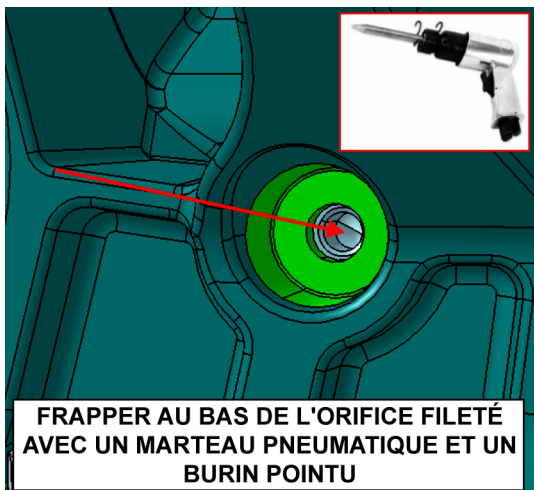 FRAPPER AU BAS DE L'ORIFICE FILETÉ
AVEC UN MARTEAU PNEUMATIQUE ET UN
BURIN POINTU